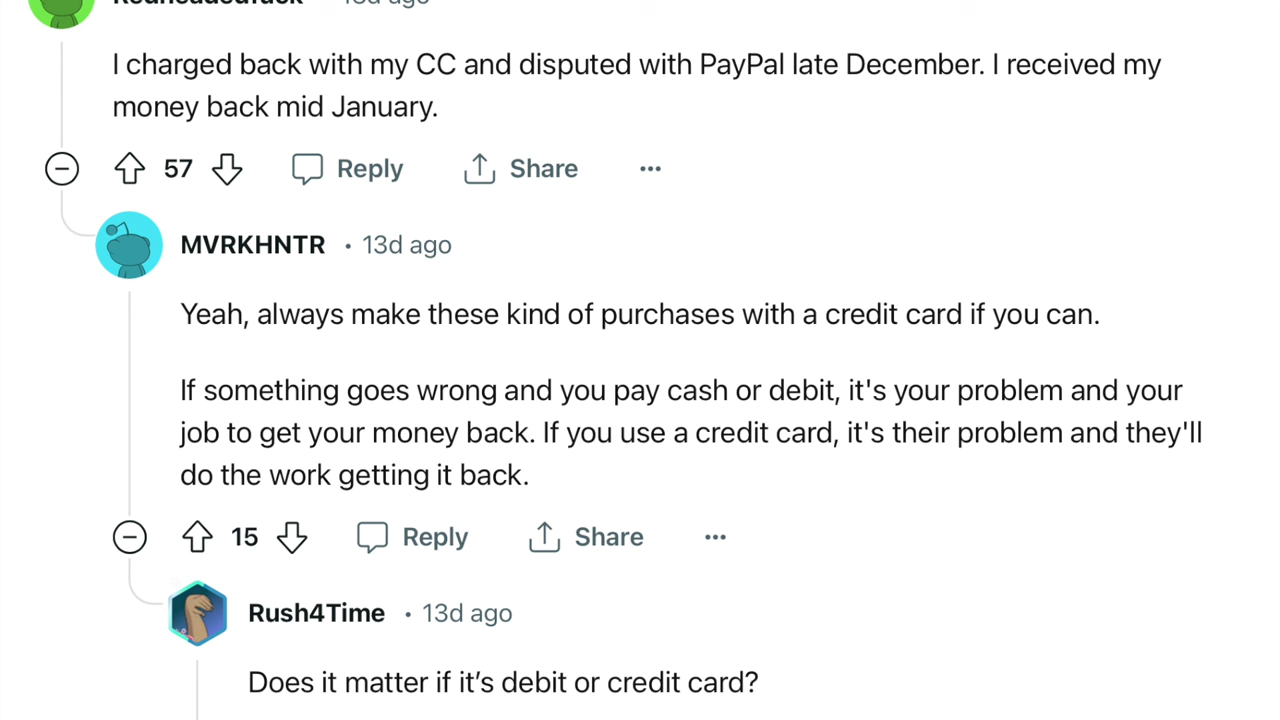 I charged back with my CC and disputed with PayPal late December. I received my
money back mid January.
57 Reply Share ...
MVRKHNTR • 13d ago
Yeah, always make these kind of purchases with a credit card if you can.
If something goes wrong and you pay cash or debit, it's your problem and your
job to get your money back. If you use a credit card, it's their problem and they'll
do the work getting it back.
15 Reply Share ...
Rush4Time • 13d ago
Does it matter if it’s debit or credit card?